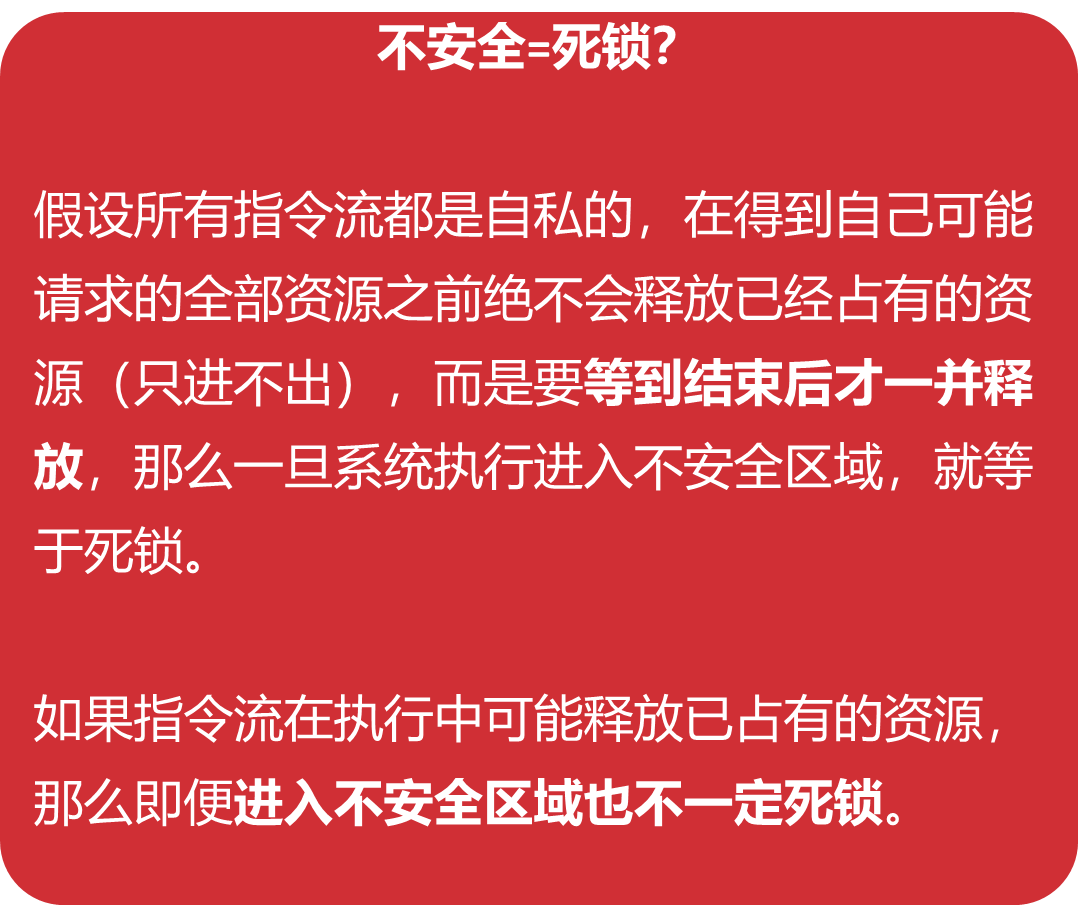 不安全=死锁？
假设所有指令流都是自私的，在得到自己可能
请求的全部资源之前绝不会释放已经占有的资
源（只进不出），而是要等到结束后才一并释
放，那么一旦系统执行进入不安全区域，就等
于死锁。
如果指令流在执行中可能释放已占有的资源，
那么即便进入不安全区域也不一定死锁。